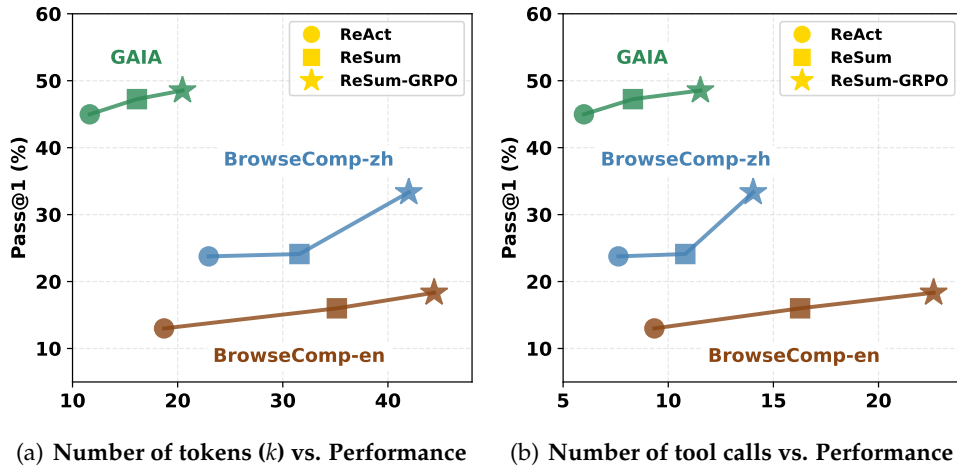 60
50
40
30
20
10
Pass@1 (%)
GAIA
BrowseComp-zh
BrowseComp-en
ReAct
ReSum
ReSum-GRPO
10
20
30
40
(a) Number of tokens (k) vs. Performance
60
50
40
30
20
10
Pass@1 (%)
GAIA
BrowseComp-zh
BrowseComp-en
ReAct
ReSum
ReSum-GRPO
5
10
15
20
(b) Number of tool calls vs. Performance